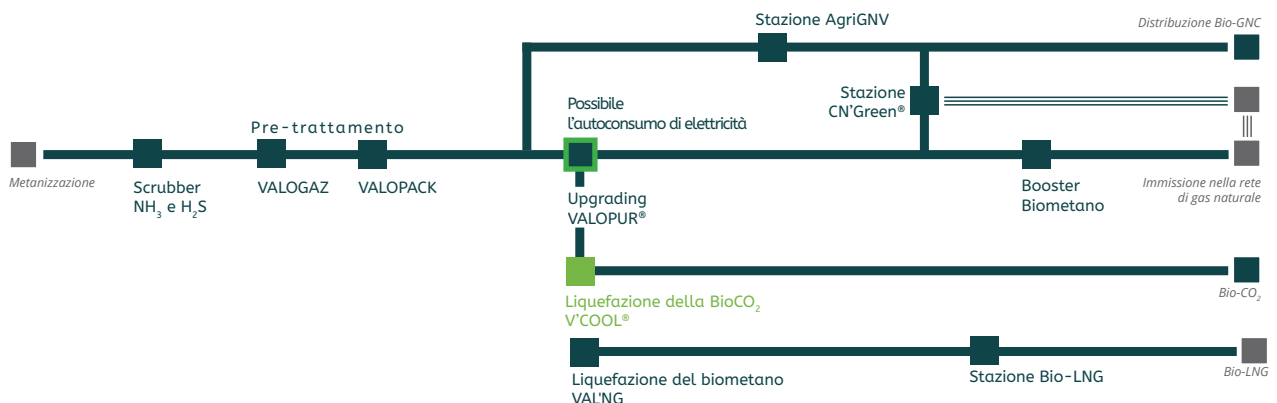 Stazione AgriGNV
Distribuzione Bio-GNC
Stazione
CN'Green®
Possibile
l'autoconsumo di elettricità
Pre-trattamento
Metanizzazione
Scrubber
NH₃ e H₂S
VALOGAZ
VALOPACK
Upgrading
VALOPUR®
Booster
Biometano
Immissione nella rete
di gas naturale
Liquefazione della BioCO₂
V'COOL®
Bio-CO₂
Liquefazione del biometano
VAL'NG
Stazione Bio-LNG
Bio-LNG